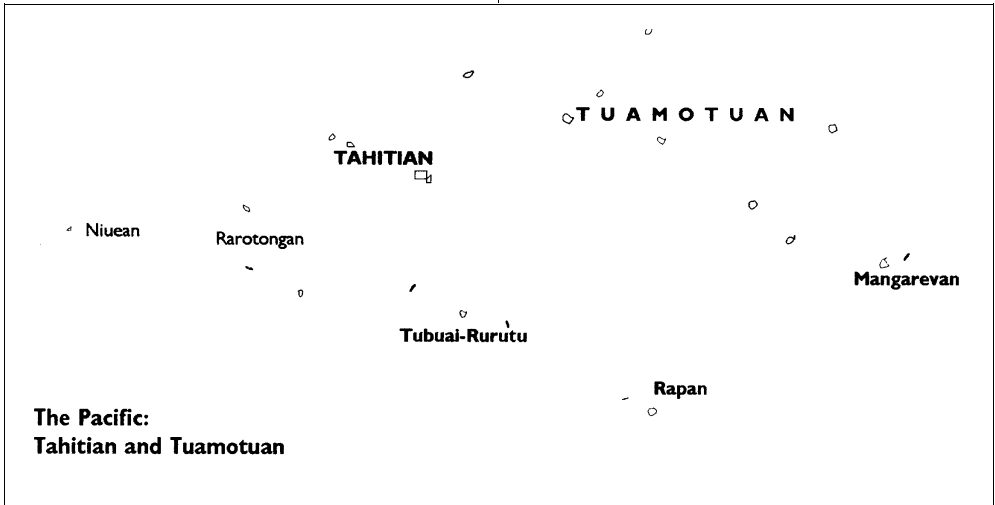 TUAMOTUAN
TAHITIAN
Niuean
Rarotongan
Mangarevan
Tubuai-Rurutu
Rapan
The Pacific:
Tahitian and Tuamotuan